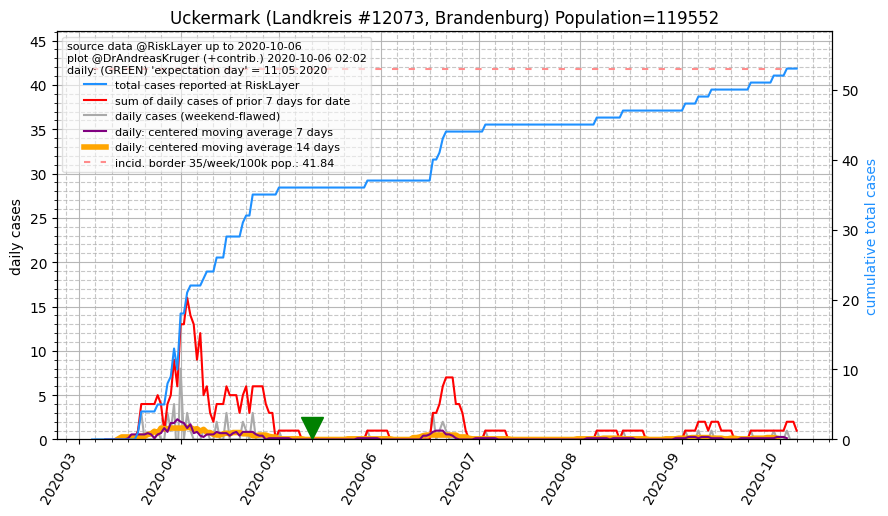 Uckermark (Landkreis #12073, Brandenburg) Population=119552
source data @RiskLayer up to 2020-10-06
plot @DrAndreasKruger (+contrib.) 2020-10-06 02:02
daily: (GREEN) 'expectation day' = 11.05.2020
total cases reported at RiskLayer
sum of daily cases of prior 7 days for date
daily cases (weekend-flawed)
daily: centered moving average 7 days
daily: centered moving average 14 days
incid. border 35/week/100k pop.: 41.84
daily cases
45
40
35
30
25
20
15
10
5
0
cumulative total cases
50
40
30
20
10
0
2020-03
2020-04
2020-05
2020-06
2020-07
2020-08
2020-09
2020-10